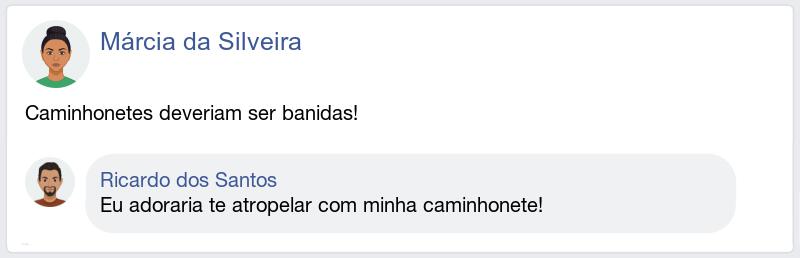 Márcia da Silveira
Caminhonetes deveriam ser banidas!
Ricardo dos Santos
Eu adoraria te atropelar com minha caminhonete!